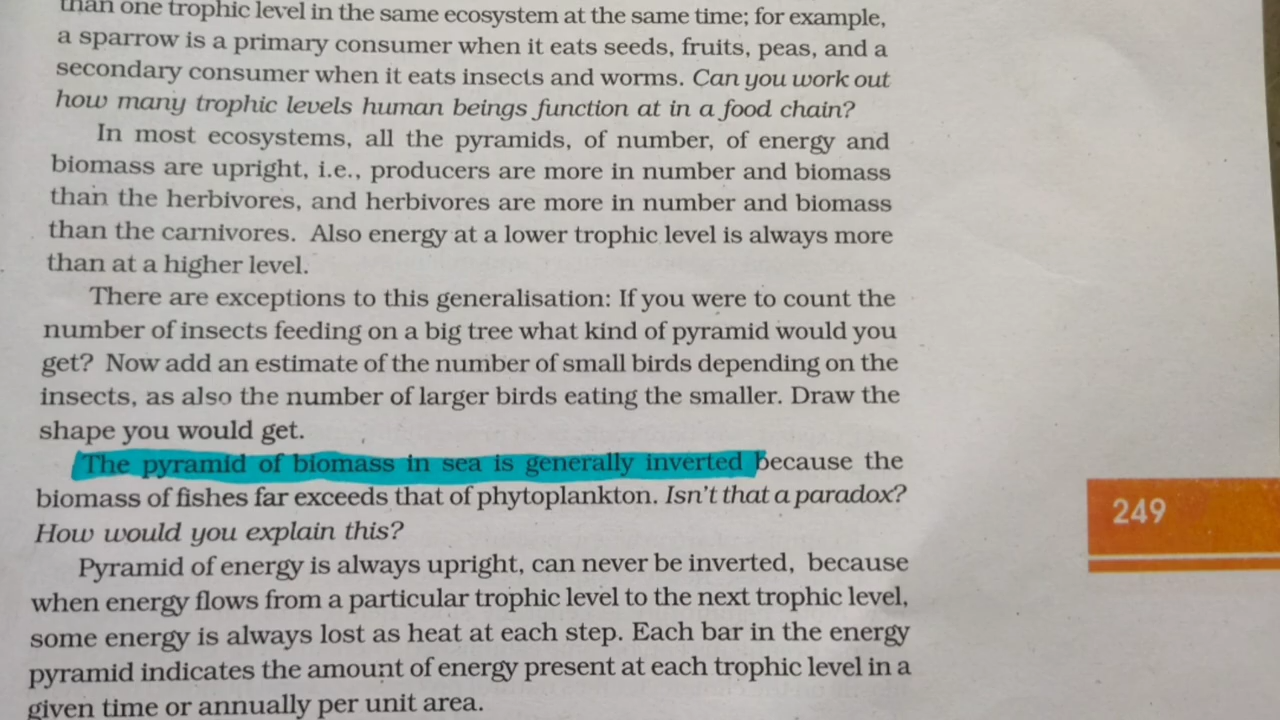 than one trophic level in the same ecosystem at the same time; for example,
a sparrow is a primary consumer when it eats seeds, fruits, peas, and a
secondary consumer when it eats insects and worms. Can you work out
how many trophic levels human beings function at in a food chain?
In most ecosystems, all the pyramids, of number, of energy and
biomass are upright, i.e., producers are more in number and biomass
than the herbivores, and herbivores are more in number and biomass
than the carnivores. Also energy at a lower trophic level is always more
than at a higher level.
There are exceptions to this generalisation: If you were to count the
number of insects feeding on a big tree what kind of pyramid would you
get? Now add an estimate of the number of small birds depending on the
insects, as also the number of larger birds eating the smaller. Draw the
shape you would get.
The pyramid of biomass in sea is generally inverted because the
biomass of fishes far exceeds that of phytoplankton. Isn't that a paradox?
How would you explain this?
Pyramid of energy is always upright, can never be inverted, because
when energy flows from a particular trophic level to the next trophic level,
some energy is always lost as heat at each step. Each bar in the energy
pyramid indicates the amount of energy present at each trophic level in a
given time or annually per unit area.
249